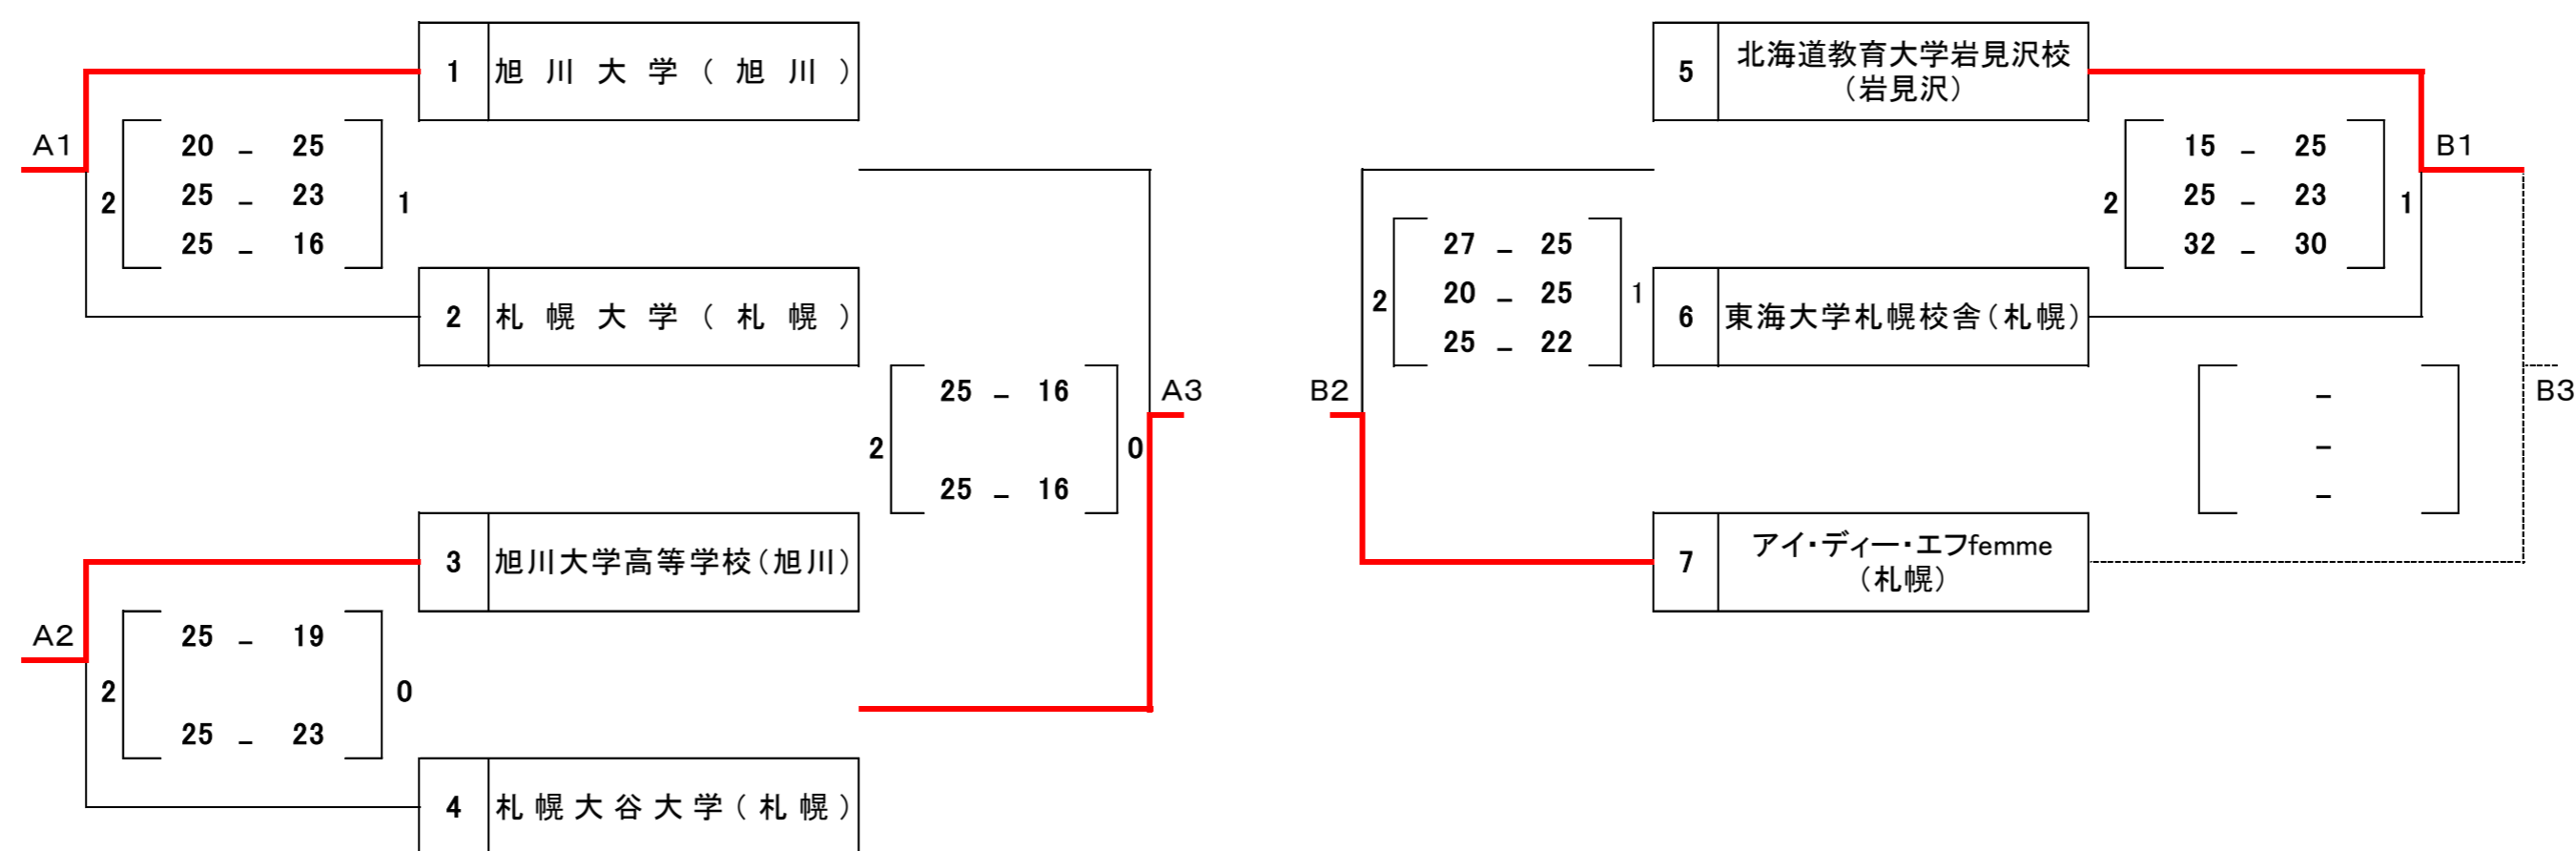 1 旭川大学(旭川)
A1
20 - 25
2 25 - 23 1
25 - 16
2 札幌大学(札幌)
3 旭川大学高等学校(旭川)
A2
25 - 19
2 0
25 - 23
4 札幌大谷大学(札幌)
A3
25 - 16
2 0
25 - 16
5 北海道教育大学岩見沢校
(岩見沢)
B1
15 - 25
2 25 - 23 1
32 - 30
6 東海大学札幌校舎(札幌)
B2
27 - 25
2 20 - 25 1
25 - 22
B3
-
-
-
7 アイ・ディー・エフfemme
(札幌)